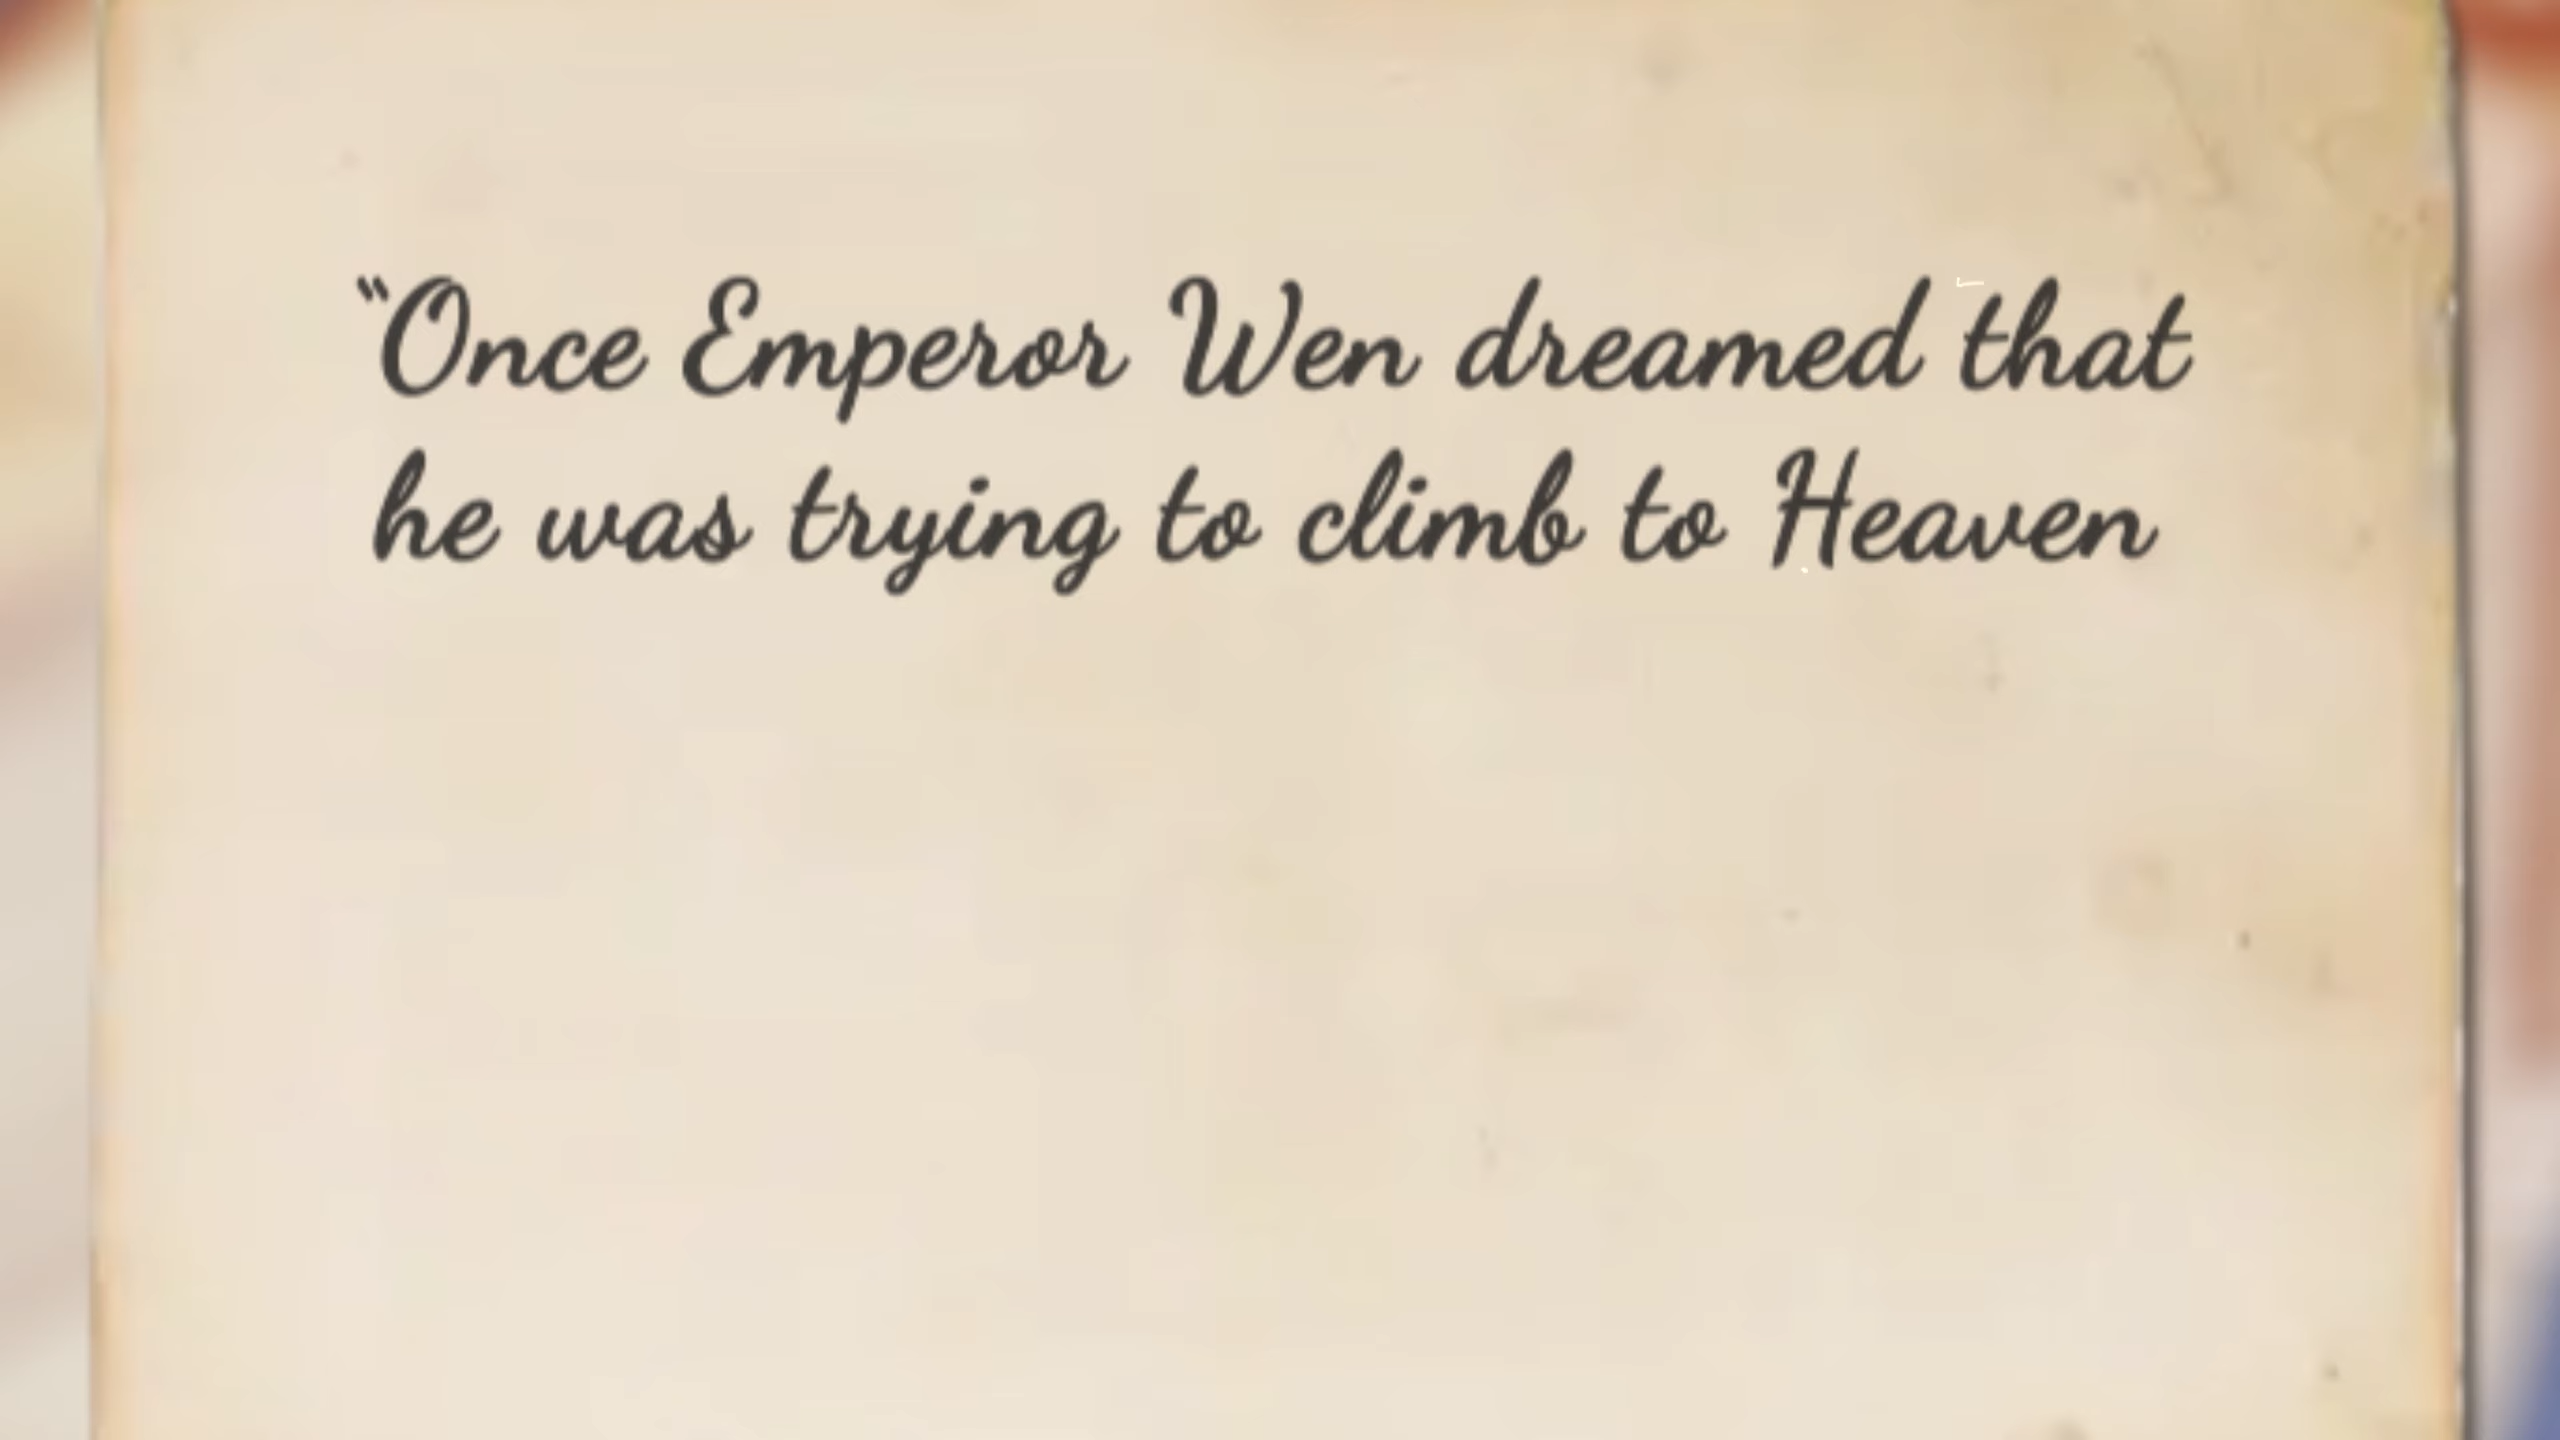 “Once Emperor Wen dreamed that
he was trying to climb to Heaven